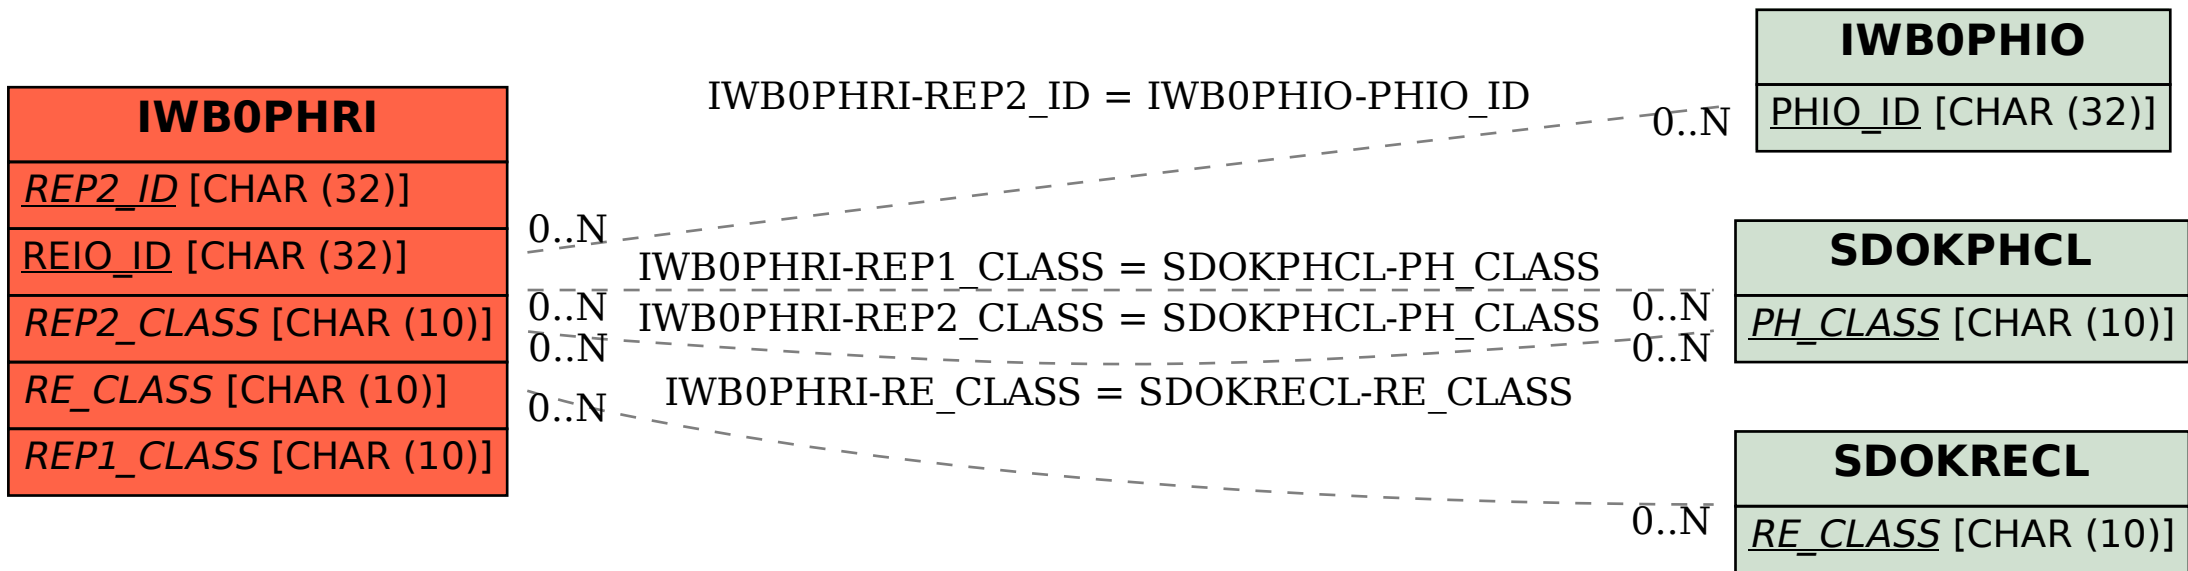 IWB0PHRI
REP2_ID [CHAR (32)]
REIO_ID [CHAR (32)]
REP2_CLASS [CHAR (10)]
RE_CLASS [CHAR (10)]
REP1_CLASS [CHAR (10)]
IWB0PHRI-REP2_ID = IWB0PHIO-PHIO_ID
0..N
0..N
IWB0PHRI-REP1_CLASS = SDOKPHCL-PH_CLASS
0..N
0..N
IWB0PHRI-REP2_CLASS = SDOKPHCL-PH_CLASS
0..N
0..N
IWB0PHRI-RE_CLASS = SDOKRECL-RE_CLASS
0..N
0..N
IWB0PHIO
PHIO_ID [CHAR (32)]
SDOKPHCL
PH_CLASS [CHAR (10)]
SDOKRECL
RE_CLASS [CHAR (10)]